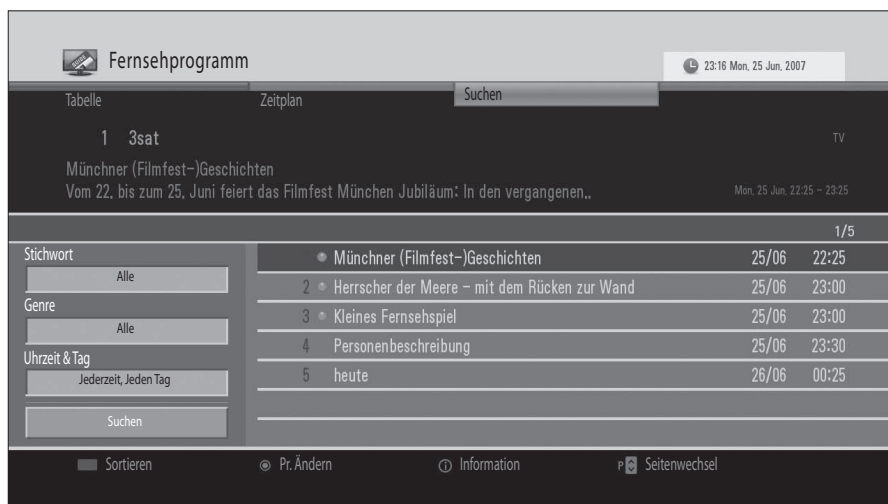 Fernsehprogramm
23:16 Mon, 25 Jun, 2007
Tabelle Zeitplan Suchen
1 3sat
TV
Münchner (Filmfest-)Geschichten
Vom 22, bis zum 25, Juni feiert das Filmfest München Jubiläum: In den vergangenen,,
Mon, 25 Jun, 22:25 - 23:25
1/5
Stichwort
Alle
Genre
Alle
Uhrzeit & Tag
Jederzeit, Jeden Tag
Suchen
Münchner (Filmfest-)Geschichten 25/06 22:25
2 Herrscher der Meere - mit dem Rücken zur Wand 25/06 23:00
3 Kleines Fernsehspiel 25/06 23:00
4 Personenbeschreibung 25/06 23:30
5 heute 26/06 00:25
Sortieren Pr. Ändern Information P Seitenwechsel